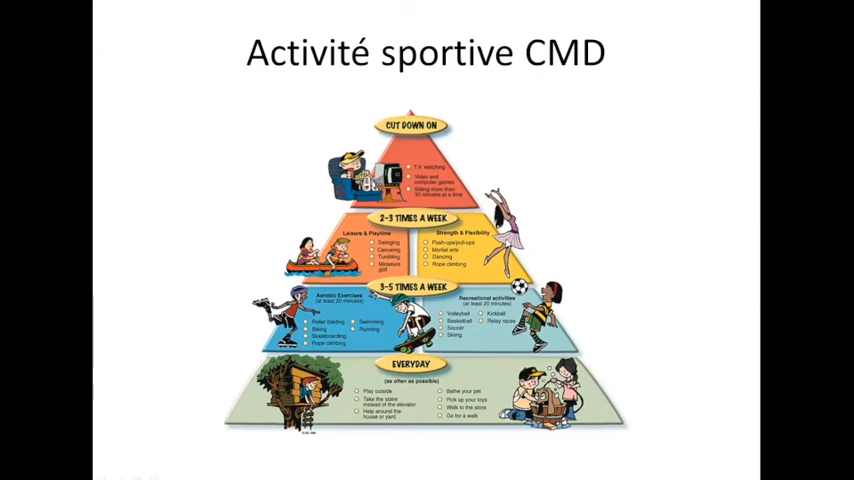 Activité sportive CMD
CUT DOWN ON
T.V. watching
Video and
computer games
Sitting more than
30 minutes at a time
2-3 TIMES A WEEK
Leisure & Playtime
Swinging
Canoeing
Tumbling
Miniature
golf
Strength & Flexibility
Push-ups/pull-ups
Martial arts
Dancing
Rope climbing
3-5 TIMES A WEEK
Aerobic Exercises
(at least 20 minutes)
Roller blading
Biking
Skateboarding
Rope climbing
Swimming
Running
Recreational activities
(at least 20 minutes)
Volleyball
Basketball
Soccer
Skiing
Kickball
Relay races
EVERYDAY
(as often as possible)
Play outside
Take the stairs
instead of the elevator
Help around the
house or yard
Bathe your pet
Pick up your toys
Walk to the store
Go for a walk